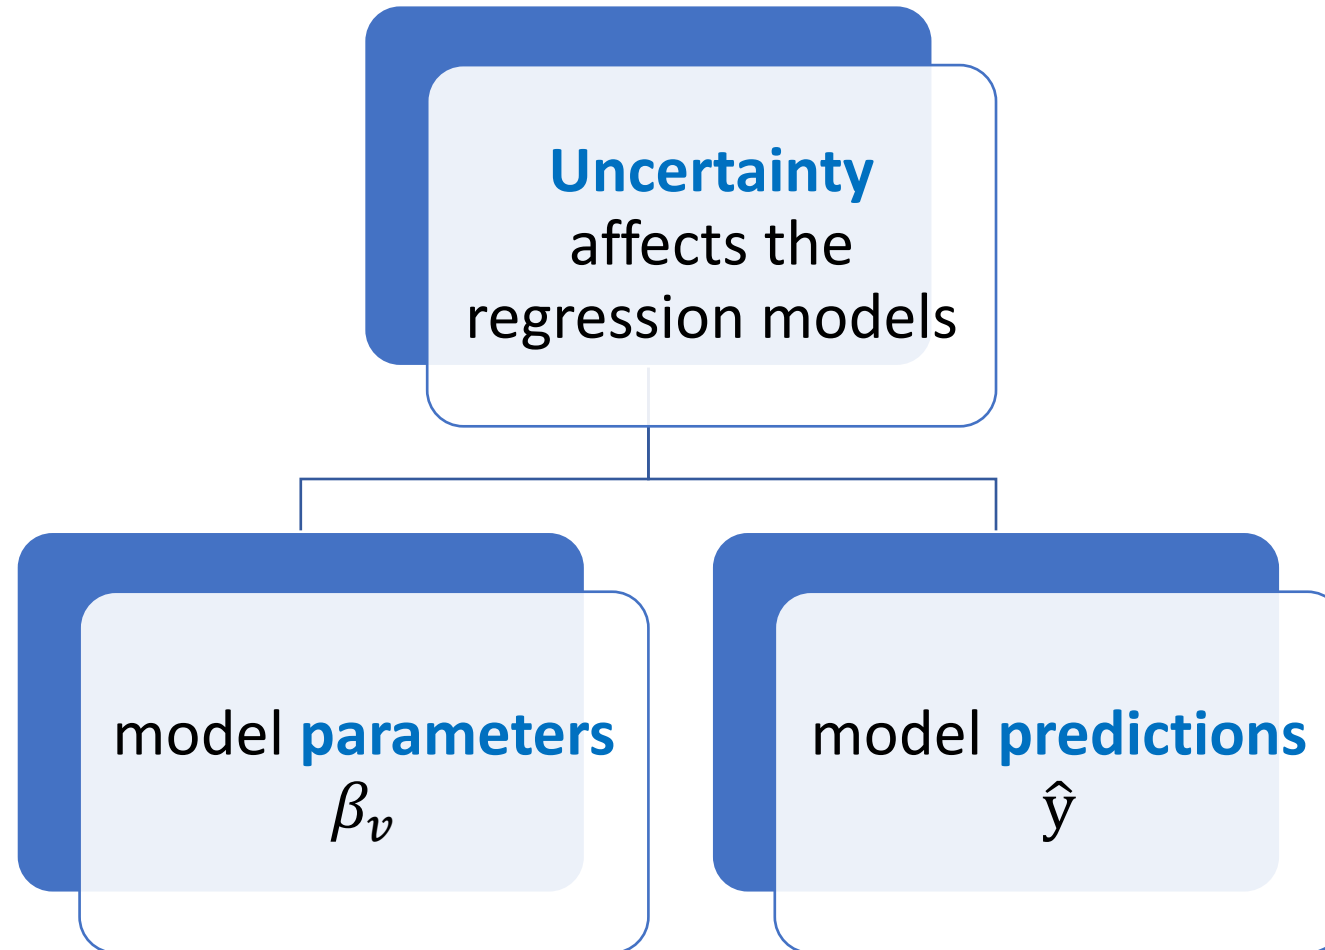 Uncertainty
affects the
regression models
model parameters
βᵥ
model predictions
ŷ